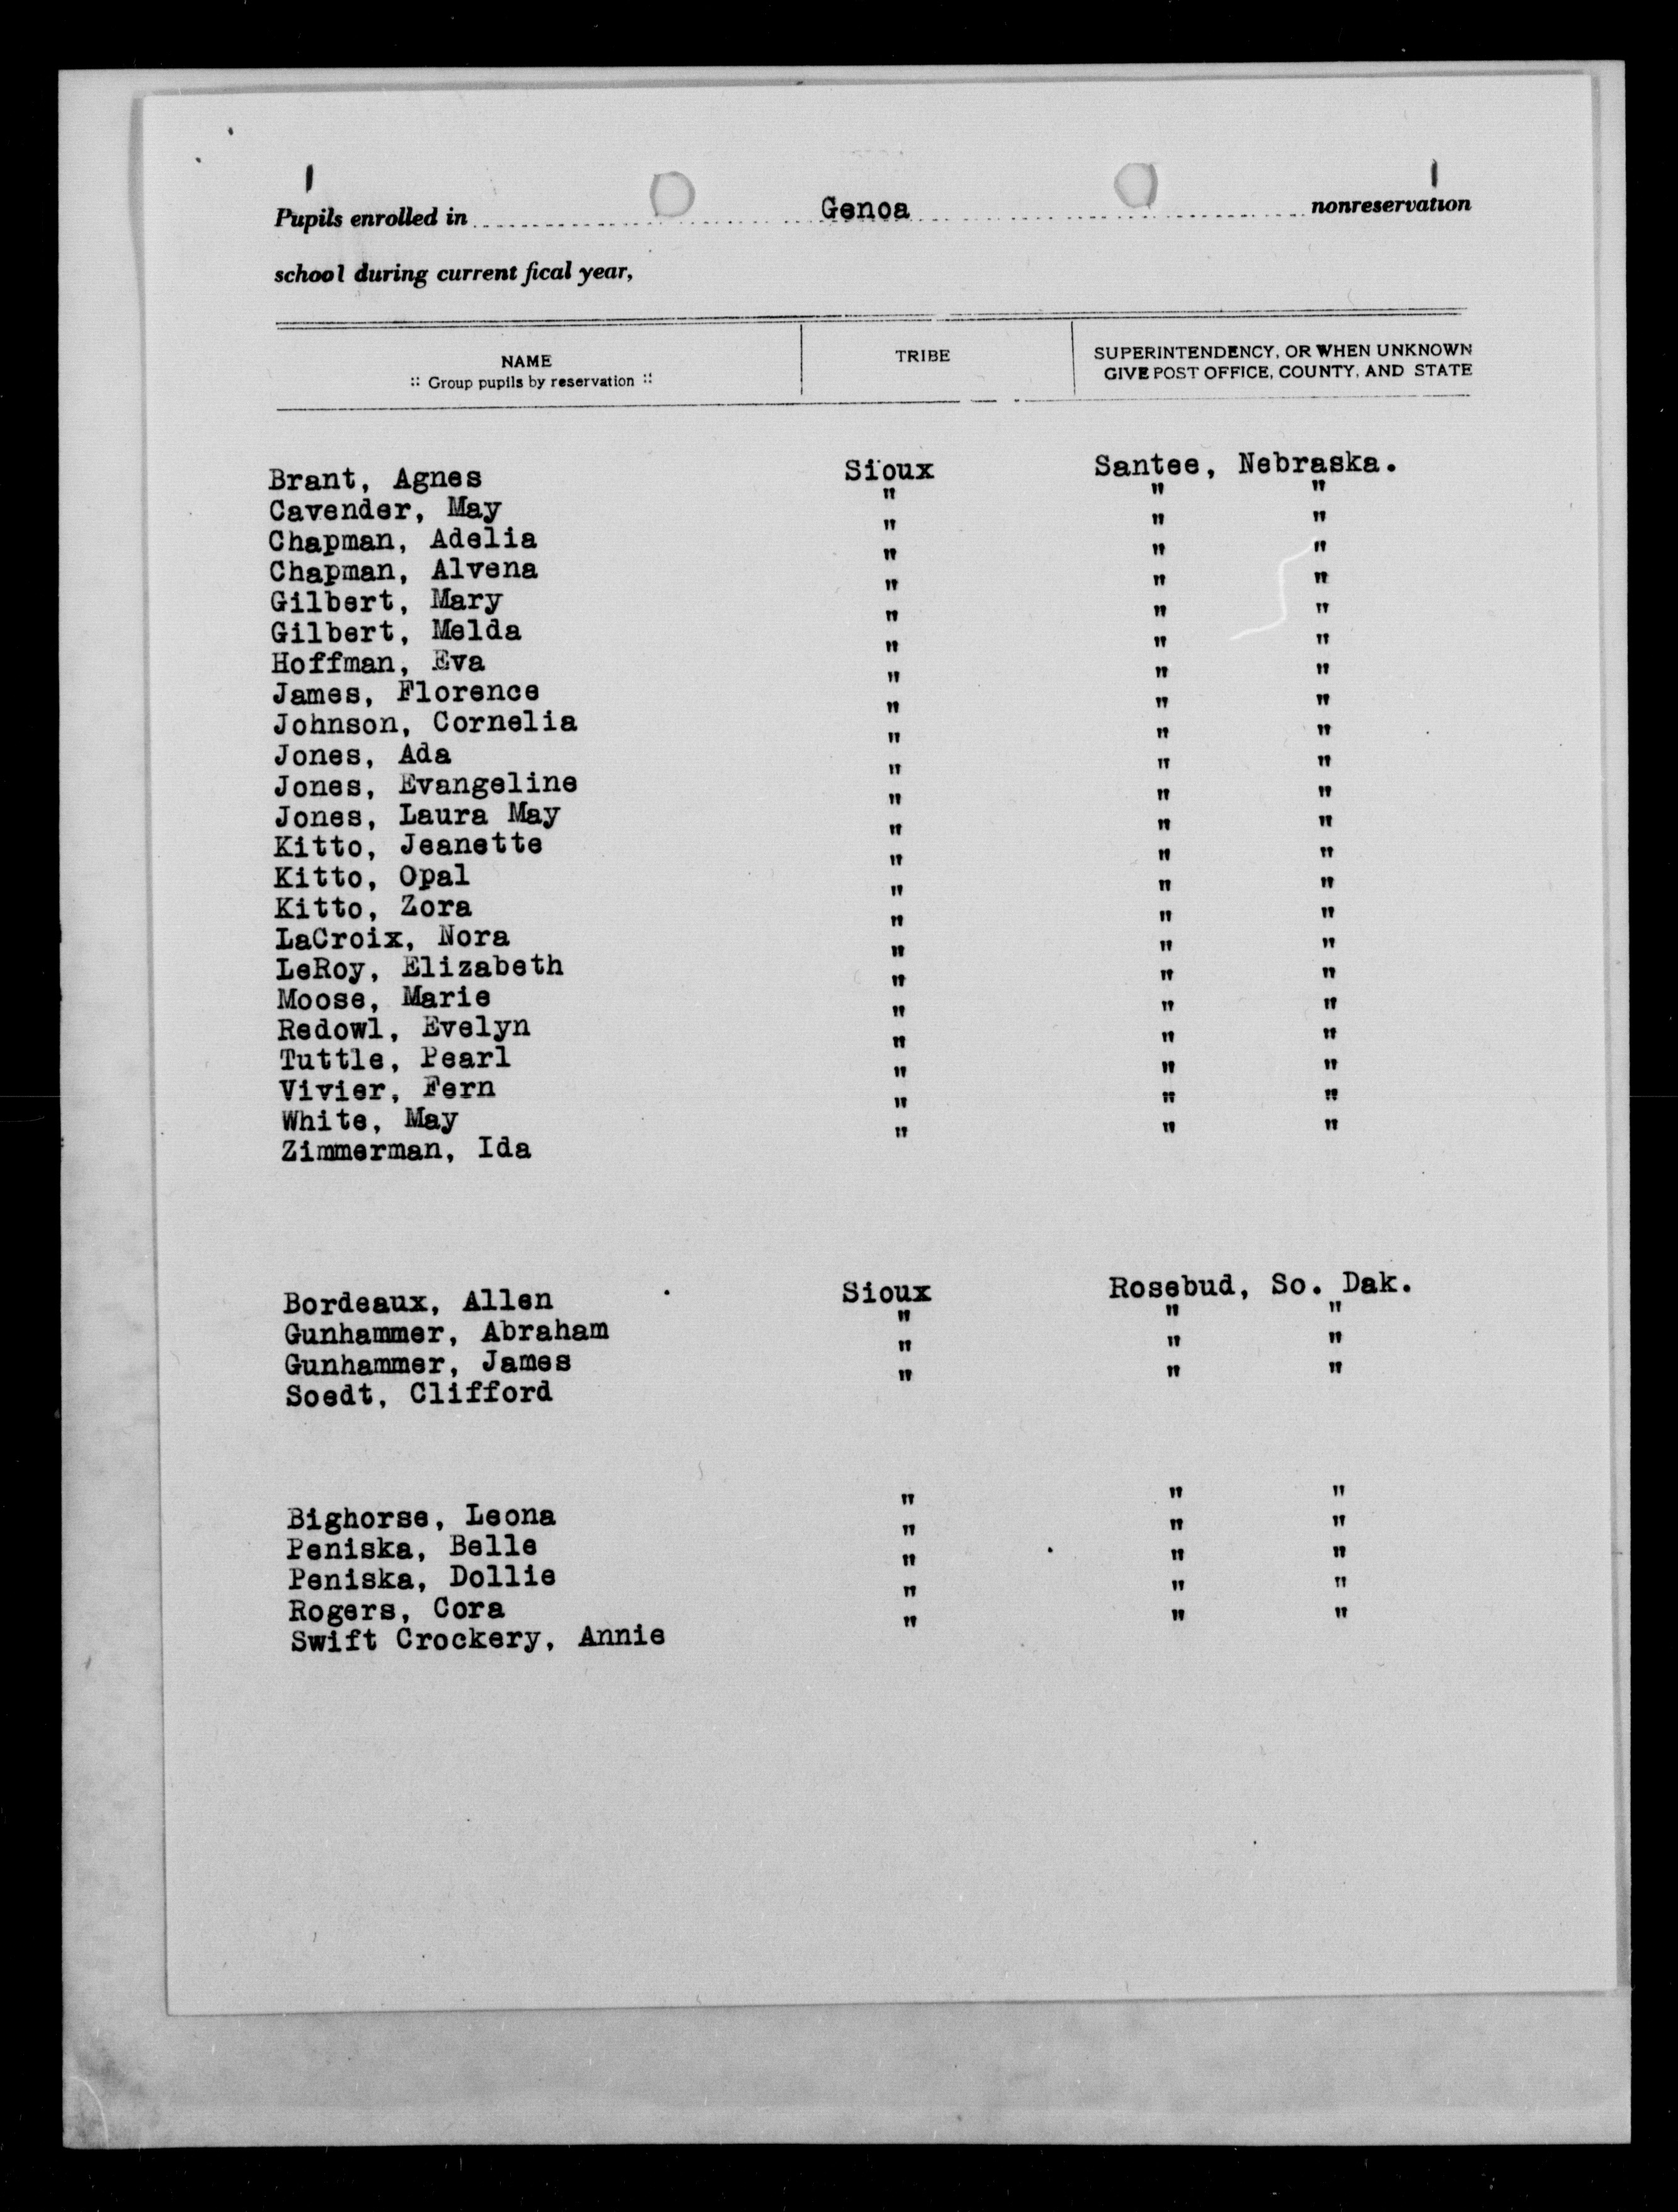 Pupils enrolled in Genoa nonreservation
school during current fical year,
NAME TRIBE SUPERINTENDENCY, OR WHEN UNKNOWN
:: Group pupils by reservation :: GIVE POST OFFICE, COUNTY, AND STATE
Brant, Agnes Sioux Santee, Nebraska.
Cavender, May " " "
Chapman, Adelia " " "
Chapman, Alvena " " "
Gilbert, Mary " " "
Gilbert, Melda " " "
Hoffman, Eva " " "
James, Florence " " "
Johnson, Cornelia " " "
Jones, Ada " " "
Jones, Evangeline " " "
Jones, Laura May " " "
Kitto, Jeanette " " "
Kitto, Opal " " "
Kitto, Zora " " "
LaCroix, Nora " " "
LeRoy, Elizabeth " " "
Moose, Marie " " "
Redowl, Evelyn " " "
Tuttle, Pearl " " "
Vivier, Fern " " "
White, May " " "
Zimmerman, Ida " " "
Bordeaux, Allen Sioux Rosebud, So. Dak.
Gunhammer, Abraham " " "
Gunhammer, James " " "
Soedt, Clifford " " "
Bighorse, Leona " " "
Peniska, Belle " " "
Peniska, Dollie " " "
Rogers, Cora " " "
Swift Crockery, Annie " " "